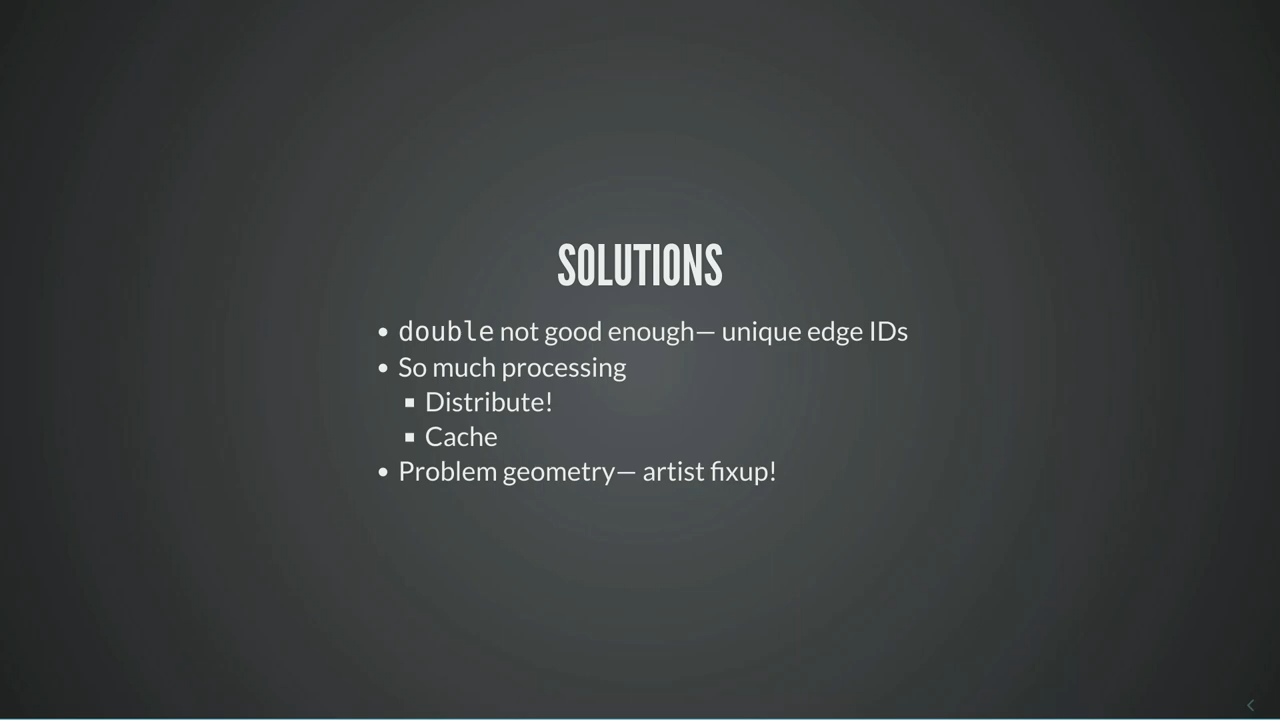 SOLUTIONS
• double not good enough— unique edge IDs
• So much processing
▪ Distribute!
▪ Cache
• Problem geometry— artist fixup!